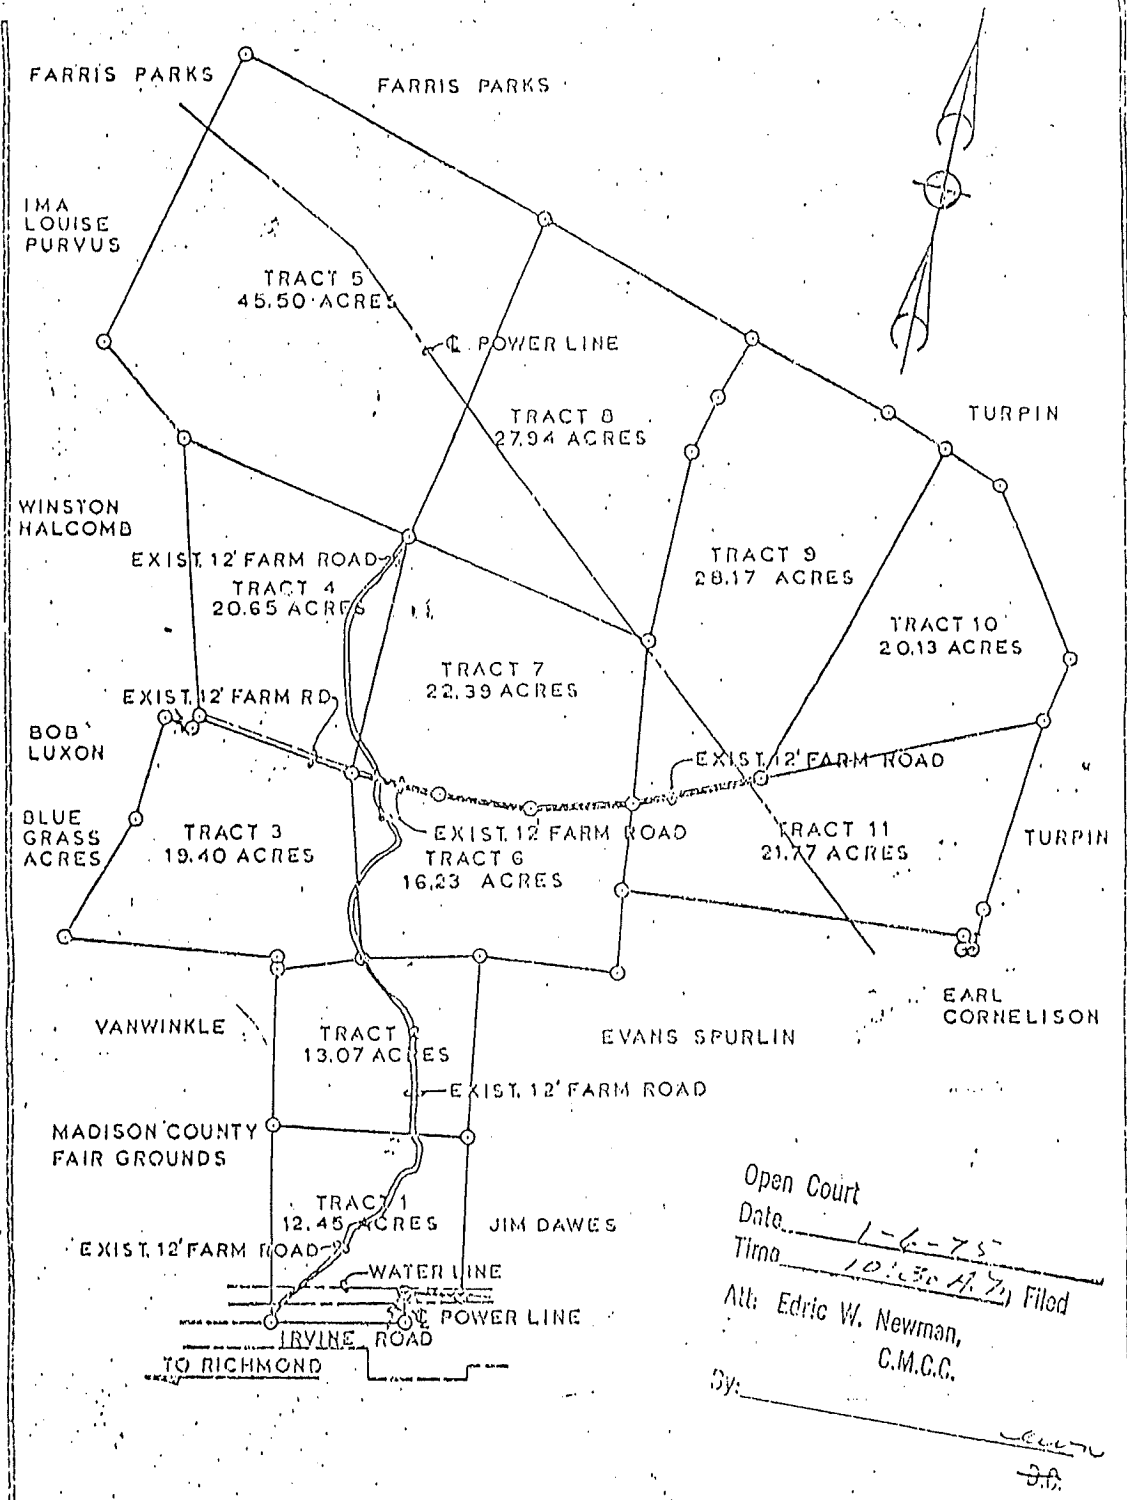 FARRIS PARKS
FARRIS PARKS
IMA
LOUISE
PURVUS
TRACT 5
45.50 ACRES
℄ POWER LINE
TRACT 8
27.94 ACRES
TURPIN
WINSTON
HALCOMB
EXIST. 12' FARM ROAD
TRACT 4
20.65 ACRES
TRACT 9
28.17 ACRES
TRACT 10
20.13 ACRES
TRACT 7
22.39 ACRES
EXIST. 12' FARM RD.
BOB
LUXON
EXIST. 12' FARM ROAD
BLUE
GRASS
ACRES
TRACT 3
19.40 ACRES
EXIST. 12' FARM ROAD
TRACT 6
16.23 ACRES
TRACT 11
21.77 ACRES
TURPIN
EARL
CORNELISON
VANWINKLE
TRACT
13.07 ACRES
EVANS SPURLIN
EXIST. 12' FARM ROAD
MADISON COUNTY
FAIR GROUNDS
TRACT 1
12.45 ACRES
JIM DAWES
EXIST. 12' FARM ROAD
WATER LINE
℄ POWER LINE
IRVINE ROAD
TO RICHMOND
Open Court
Date 1-6-75
Time 10:30 A.M. Filed
Att: Edric W. Newman,
C.M.C.C.
By:
D.C.